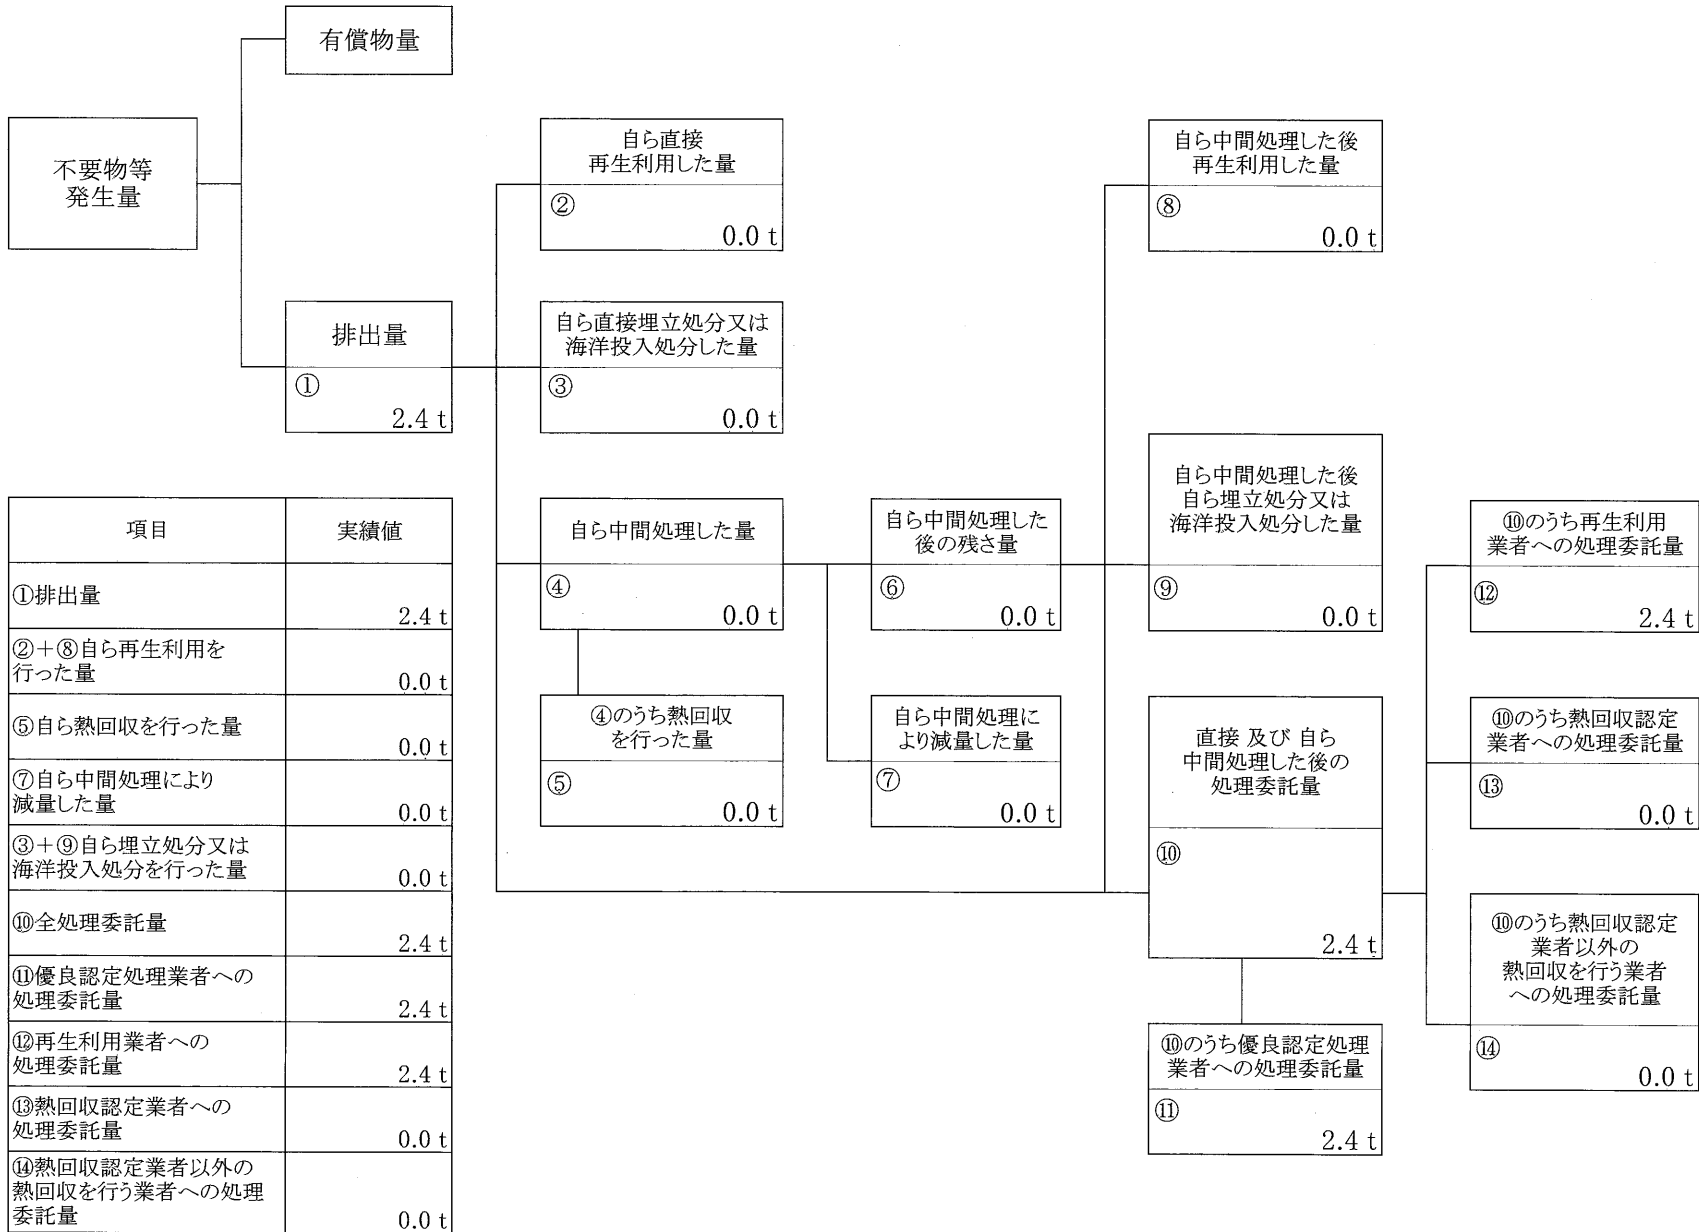 有償物量
不要物等
発生量
排出量
①
2.4 t
自ら直接
再生利用した量
②
0.0 t
自ら直接埋立処分又は
海洋投入処分した量
③
0.0 t
自ら中間処理した量
④
0.0 t
④のうち熱回収
を行った量
⑤
0.0 t
自ら中間処理した
後の残さ量
⑥
0.0 t
自ら中間処理に
より減量した量
⑦
0.0 t
自ら中間処理した後
再生利用した量
⑧
0.0 t
自ら中間処理した後
自ら埋立処分又は
海洋投入処分した量
⑨
0.0 t
直接 及び 自ら
中間処理した後の
処理委託量
⑩
2.4 t
⑩のうち優良認定処理
業者への処理委託量
⑪
2.4 t
⑩のうち再生利用
業者への処理委託量
⑫
2.4 t
⑩のうち熱回収認定
業者への処理委託量
⑬
0.0 t
⑩のうち熱回収認定
業者以外の
熱回収を行う業者
への処理委託量
⑭
0.0 t
項目 実績値
①排出量
2.4 t
②+⑧自ら再生利用を
行った量
0.0 t
⑤自ら熱回収を行った量
0.0 t
⑦自ら中間処理により
減量した量
0.0 t
③+⑨自ら埋立処分又は
海洋投入処分を行った量
0.0 t
⑩全処理委託量
2.4 t
⑪優良認定処理業者への
処理委託量
2.4 t
⑫再生利用業者への
処理委託量
2.4 t
⑬熱回収認定業者への
処理委託量
0.0 t
⑭熱回収認定業者以外の
熱回収を行う業者への処理
委託量
0.0 t